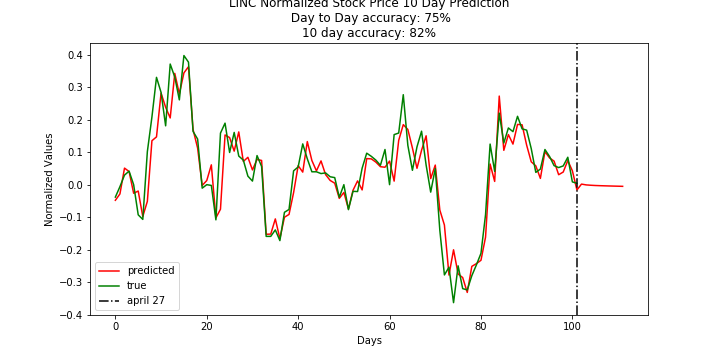 LINC Normalized Stock Price 10 Day Prediction
Day to Day accuracy: 75%
10 day accuracy: 82%
Normalized Values
0.4
0.3
0.2
0.1
0.0
−0.1
−0.2
−0.3
−0.4
predicted
true
april 27
0
20
40
60
80
100
Days